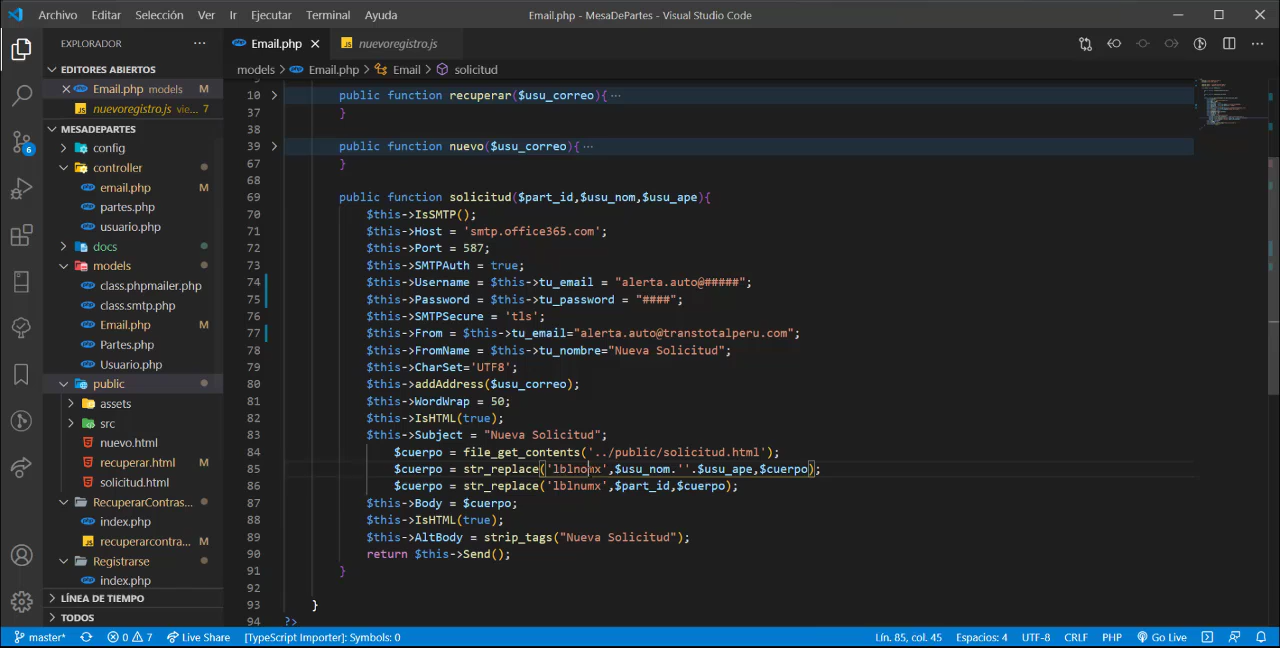 Archivo Editar Selección Ver Ir Ejecutar Terminal Ayuda Email.php - MesaDePartes - Visual Studio Code
EXPLORADOR ···
EDITORES ABIERTOS
Email.php models M
nuevoregistro.js vie... 7
MESADEPARTES
config
controller
email.php M
partes.php
usuario.php
docs
models
class.phpmailer.php
class.smtp.php
Email.php M
Partes.php
Usuario.php
public
assets
src
nuevo.html
recuperar.html M
solicitud.html
RecuperarContras...
index.php
recuperarcontra... M
Registrarse
index.php
LÍNEA DE TIEMPO
TODOS
Email.php nuevoregistro.js
models > Email.php > Email > solicitud
10 public function recuperar($usu_correo){ ···
37 }
38
39 public function nuevo($usu_correo){ ···
67 }
68
69 public function solicitud($part_id,$usu_nom,$usu_ape){
70 $this->IsSMTP();
71 $this->Host = 'smtp.office365.com';
72 $this->Port = 587;
73 $this->SMTPAuth = true;
74 $this->Username = $this->tu_email = "alerta.auto@#####";
75 $this->Password = $this->tu_password = "####";
76 $this->SMTPSecure = 'tls';
77 $this->From = $this->tu_email="alerta.auto@transtotalperu.com";
78 $this->FromName = $this->tu_nombre="Nueva Solicitud";
79 $this->CharSet='UTF8';
80 $this->addAddress($usu_correo);
81 $this->WordWrap = 50;
82 $this->IsHTML(true);
83 $this->Subject = "Nueva Solicitud";
84 $cuerpo = file_get_contents('../public/solicitud.html');
85 $cuerpo = str_replace('lblnomx',$usu_nom.''.$usu_ape,$cuerpo);
86 $cuerpo = str_replace('lblnumx',$part_id,$cuerpo);
87 $this->Body = $cuerpo;
88 $this->IsHTML(true);
89 $this->AltBody = strip_tags("Nueva Solicitud");
90 return $this->Send();
91 }
92
93 }
94 ?>
6
master* 0 7 Live Share [TypeScript Importer]: Symbols: 0 Lín. 85, col. 45 Espacios: 4 UTF-8 CRLF PHP Go Live